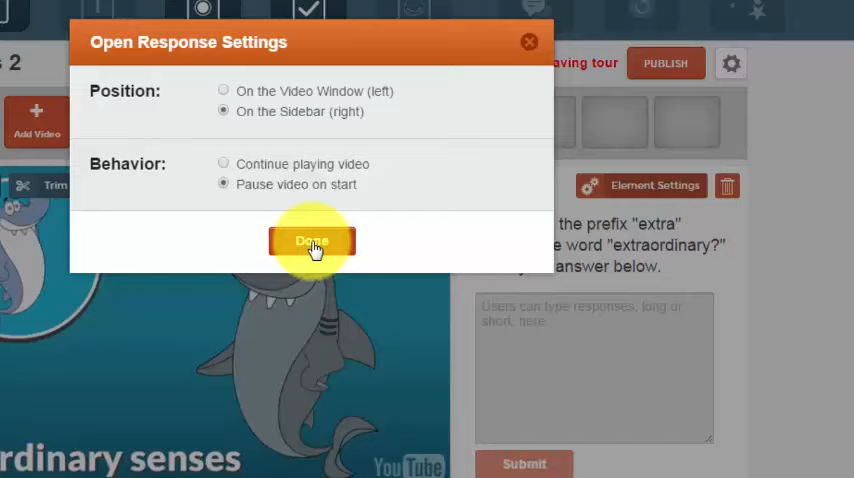 Open Response Settings
s 2
aving tour
PUBLISH
Position:
On the Video Window (left)
On the Sidebar (right)
Add Video
Behavior:
Continue playing video
Pause video on start
Trim
Element Settings
Done
the prefix "extra"
e word "extraordinary?"
answer below.
Users can type responses, long or
short, here.
rdinary senses
YouTube
Submit